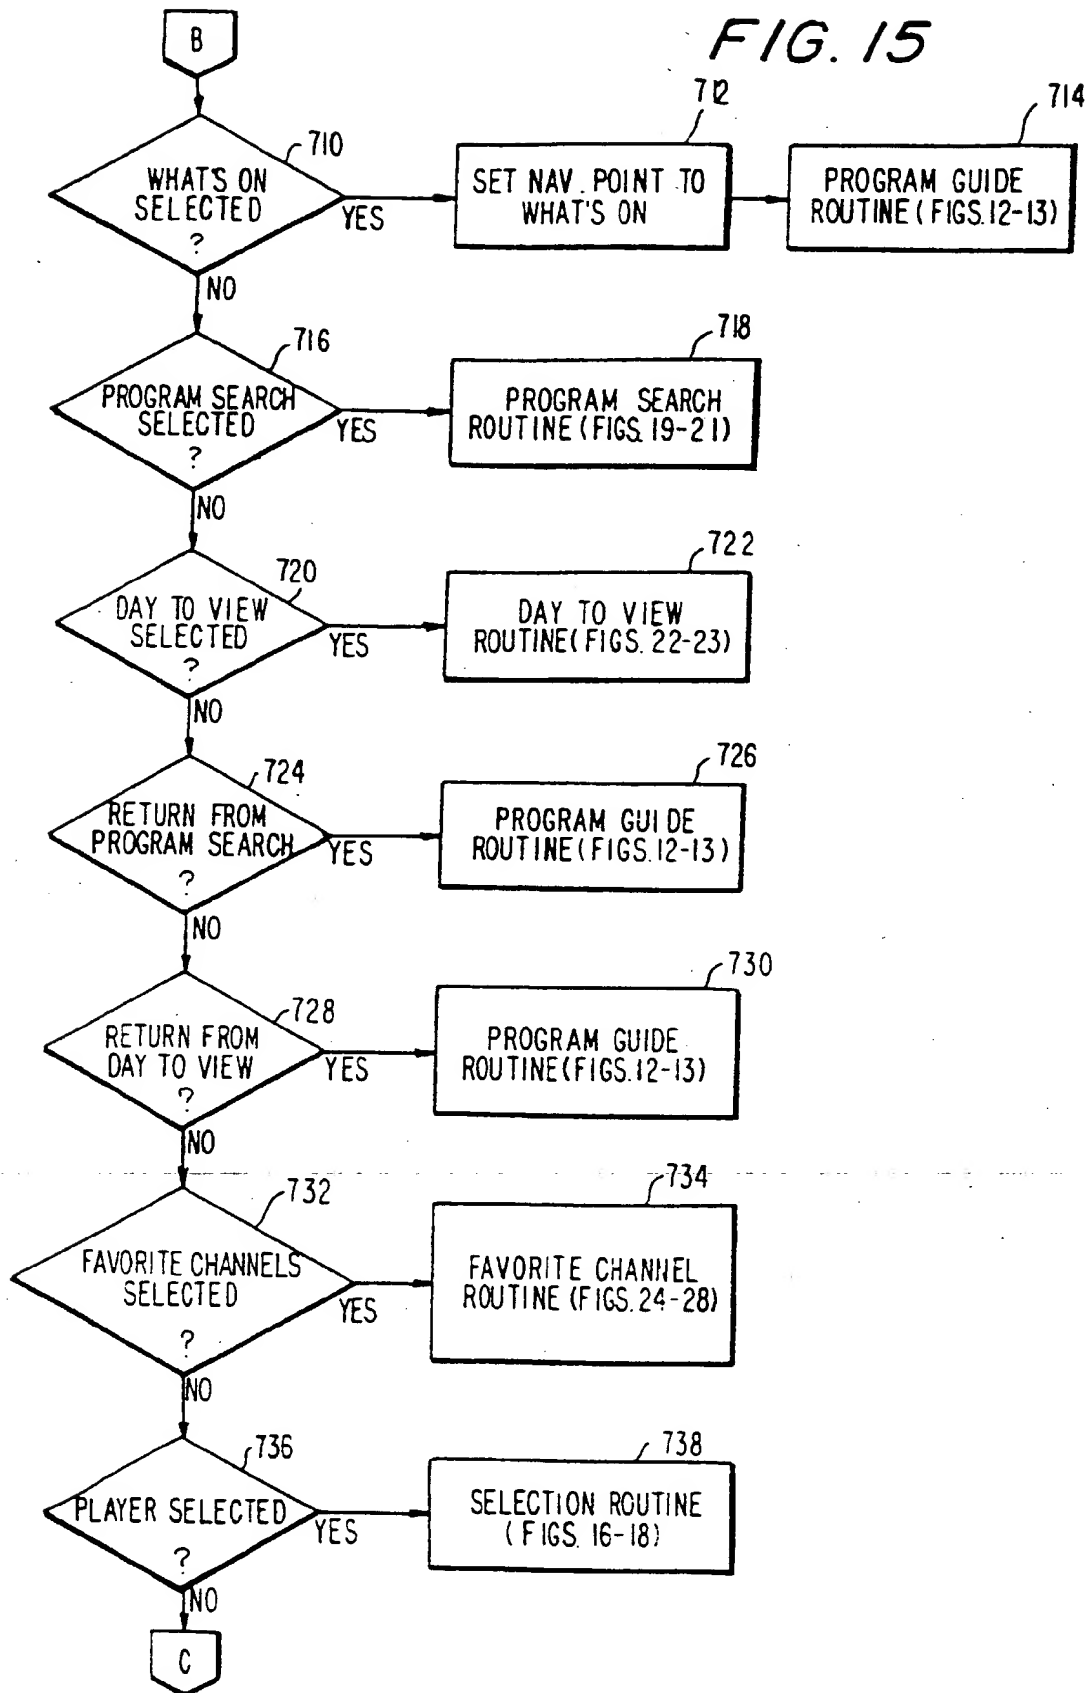 FIG. 15
B
710
WHAT'S ON
SELECTED
?
YES
NO
712
SET NAV. POINT TO
WHAT'S ON
714
PROGRAM GUIDE
ROUTINE (FIGS. 12-13)
716
PROGRAM SEARCH
SELECTED
?
YES
NO
718
PROGRAM SEARCH
ROUTINE (FIGS. 19-21)
720
DAY TO VIEW
SELECTED
?
YES
NO
722
DAY TO VIEW
ROUTINE (FIGS. 22-23)
724
RETURN FROM
PROGRAM SEARCH
?
YES
NO
726
PROGRAM GUIDE
ROUTINE (FIGS. 12-13)
728
RETURN FROM
DAY TO VIEW
?
YES
NO
730
PROGRAM GUIDE
ROUTINE (FIGS. 12-13)
732
FAVORITE CHANNELS
SELECTED
?
YES
NO
734
FAVORITE CHANNEL
ROUTINE (FIGS. 24-28)
736
PLAYER SELECTED
?
YES
NO
738
SELECTION ROUTINE
(FIGS. 16-18)
C